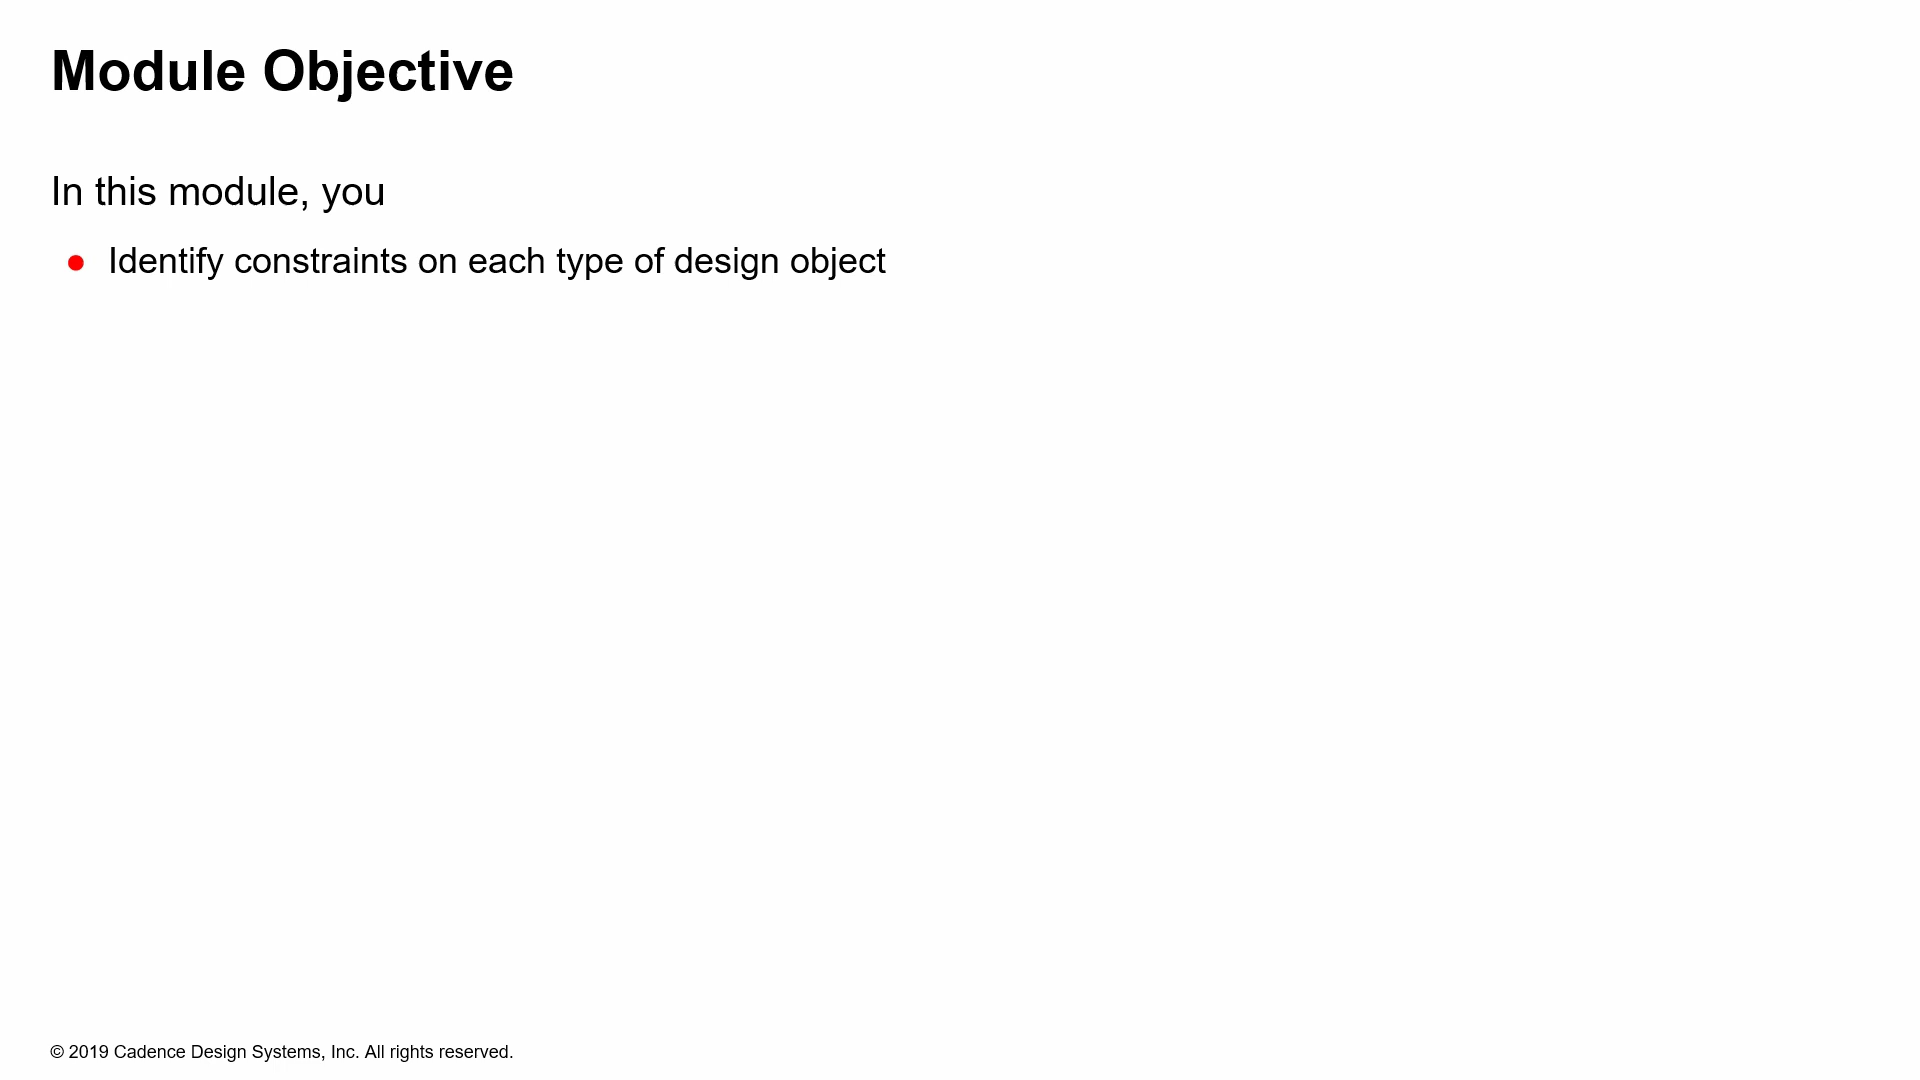 Module Objective
In this module, you
● Identify constraints on each type of design object
© 2019 Cadence Design Systems, Inc. All rights reserved.